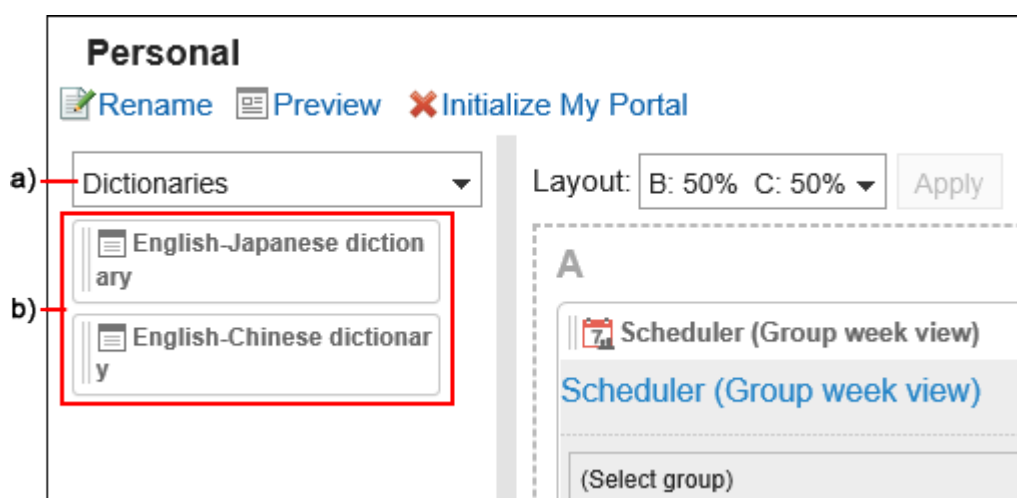 Personal
Rename Preview Initialize My Portal
a) Dictionaries
Layout: B: 50% C: 50% Apply
b)
English-Japanese diction
ary
English-Chinese dictionar
y
A
7 Scheduler (Group week view)
Scheduler (Group week view)
(Select group)